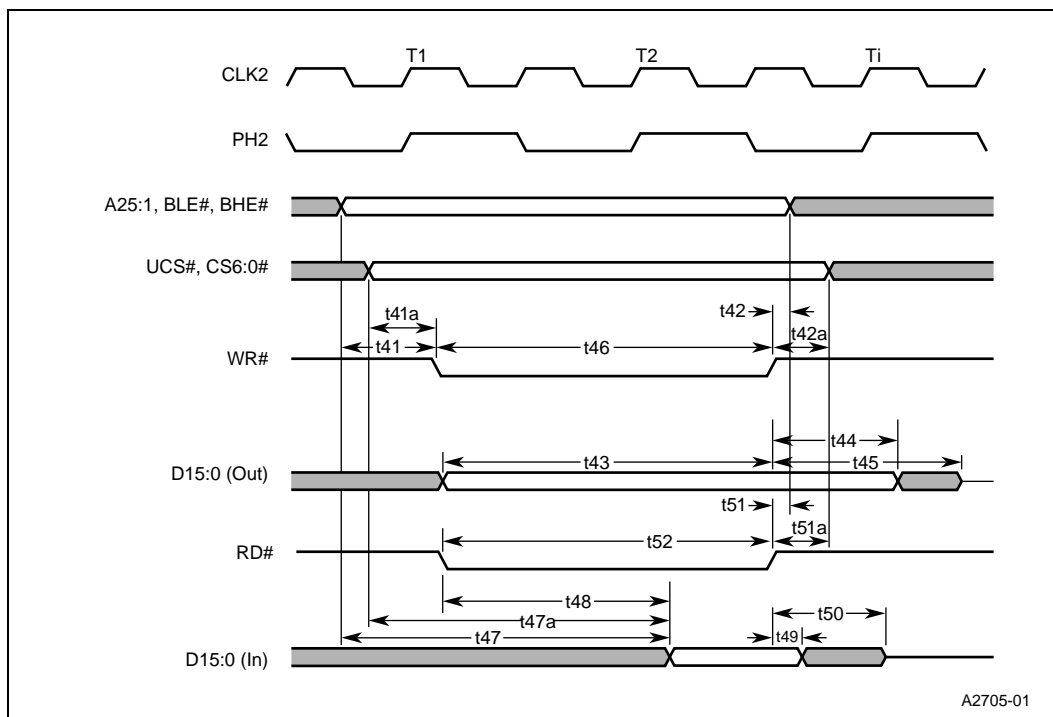 T1 T2 Ti
CLK2
PH2
A25:1, BLE#, BHE#
UCS#, CS6:0#
t41a t42 t42a
t41 t46
WR#
t44
t43 t45
D15:0 (Out)
t51 t51a
t52
RD#
t48 t50
t47a
t47 t49
D15:0 (In)
A2705-01